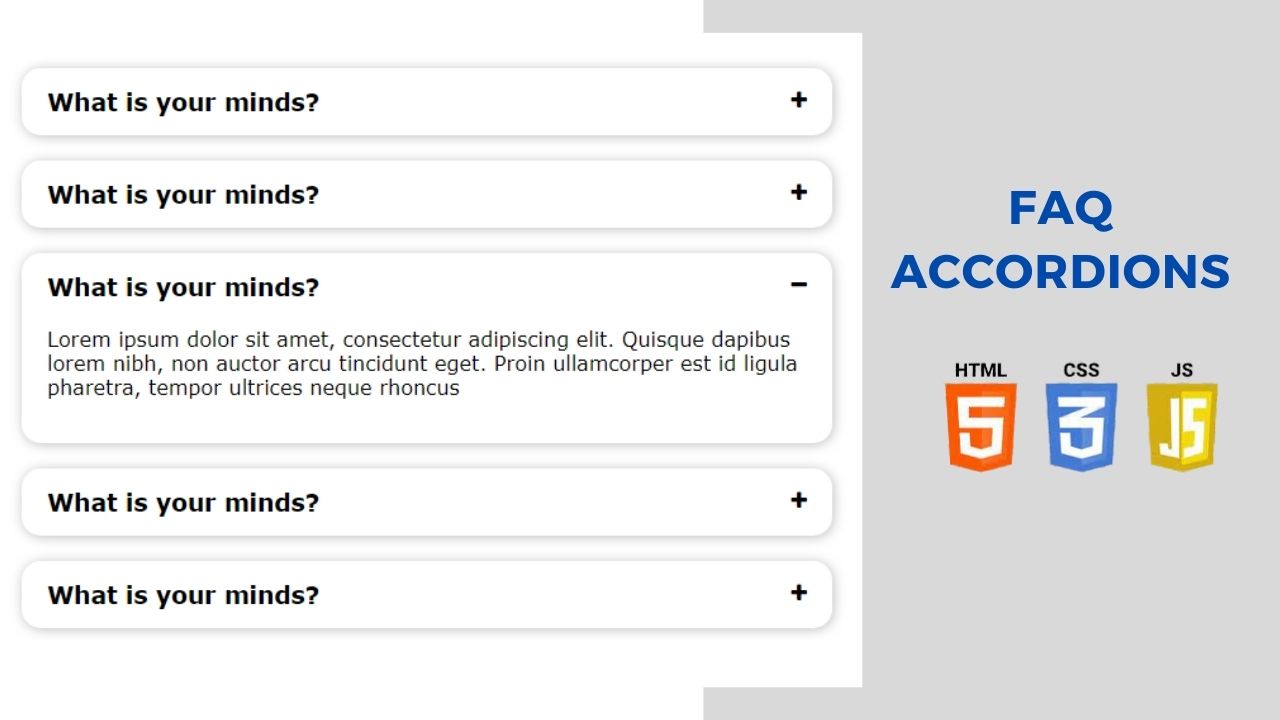 What is your minds? +
What is your minds? +
What is your minds? −
Lorem ipsum dolor sit amet, consectetur adipiscing elit. Quisque dapibus
lorem nibh, non auctor arcu tincidunt eget. Proin ullamcorper est id ligula
pharetra, tempor ultrices neque rhoncus
What is your minds? +
What is your minds? +
FAQ
ACCORDIONS
HTML CSS JS
5 3 JS